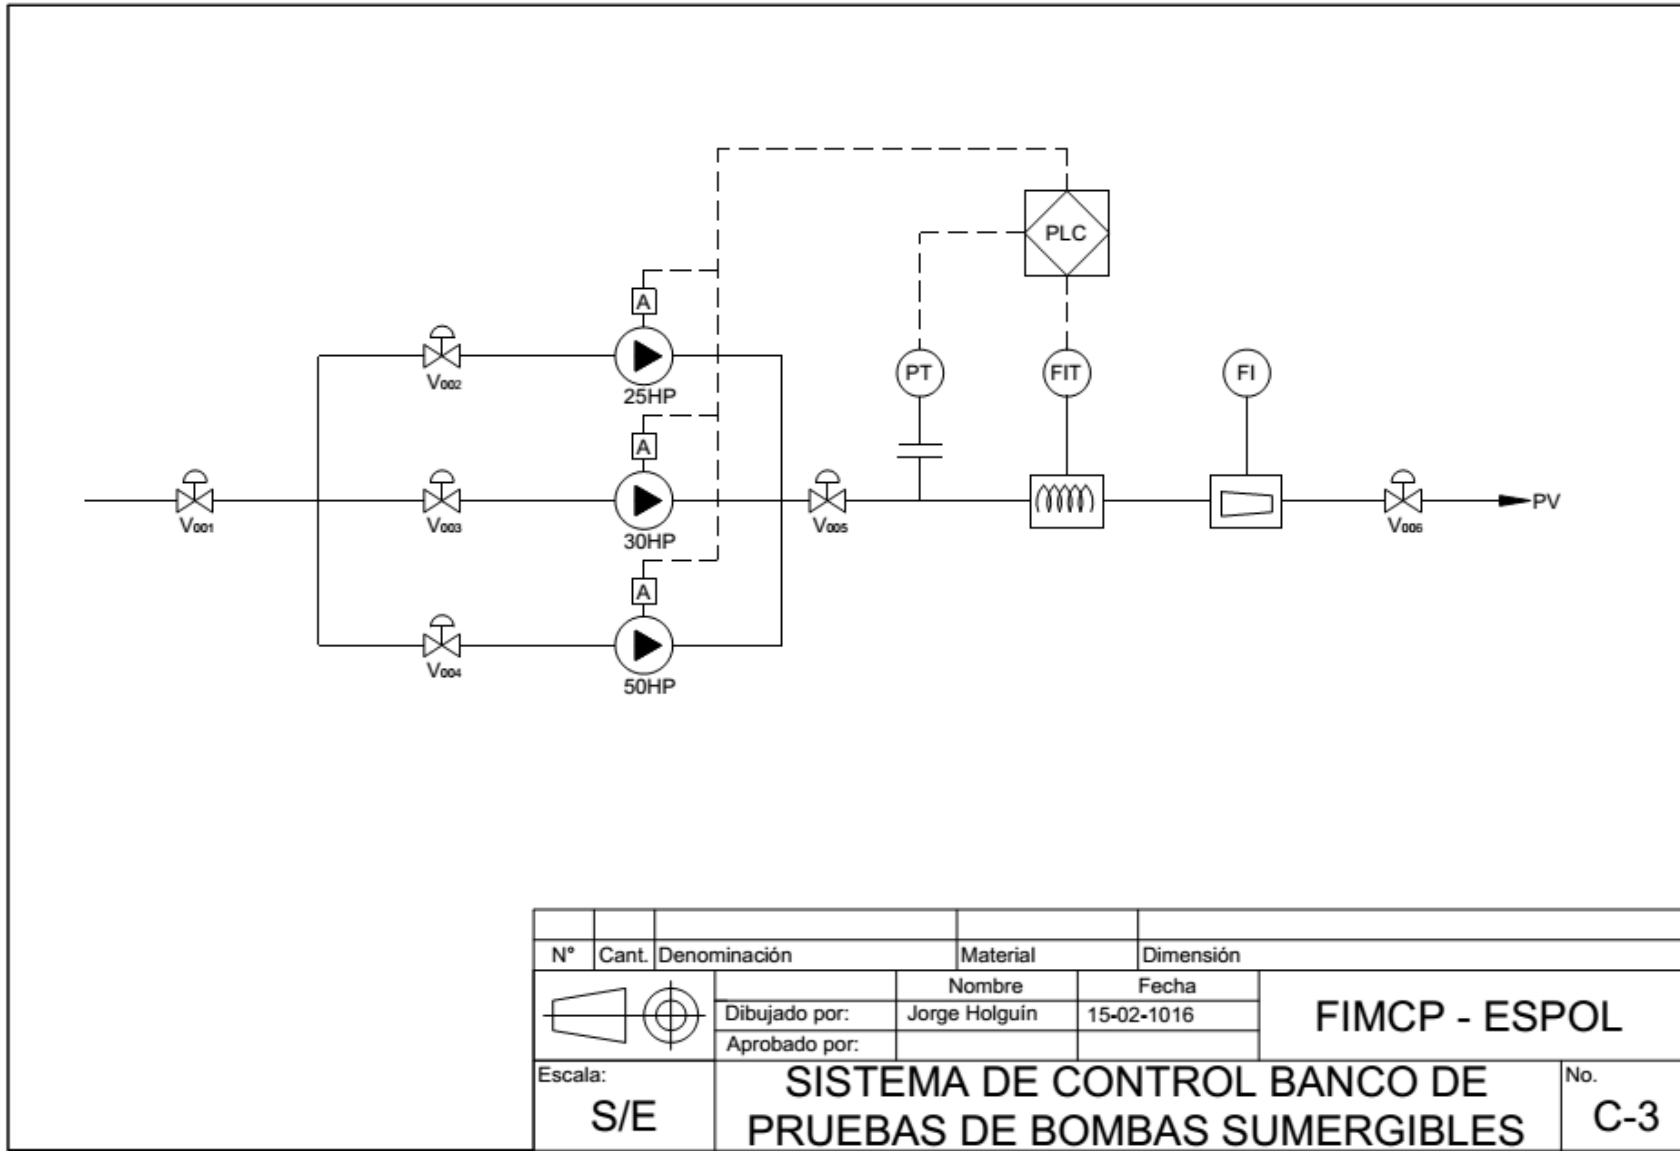 PLC
A
V002
25HP
PT
FIT
FI
A
V001
V003
30HP
V005
V006
PV
A
V004
50HP
N° Cant. Denominación Material Dimensión
Nombre Fecha
Dibujado por: Jorge Holguín 15-02-1016
Aprobado por:
FIMCP - ESPOL
Escala:
S/E
SISTEMA DE CONTROL BANCO DE
PRUEBAS DE BOMBAS SUMERGIBLES
No.
C-3